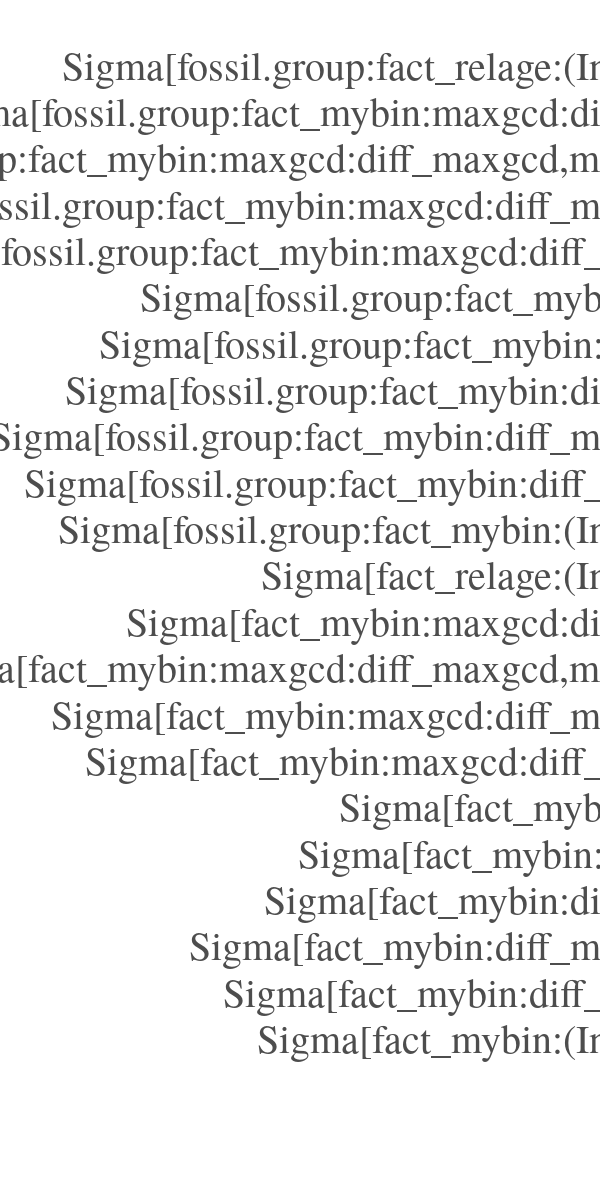 Sigma[fossil.group:fact_relage:(In
na[fossil.group:fact_mybin:maxgcd:di
p:fact_mybin:maxgcd:diff_maxgcd,m
ssil.group:fact_mybin:maxgcd:diff_m
fossil.group:fact_mybin:maxgcd:diff_
Sigma[fossil.group:fact_myb
Sigma[fossil.group:fact_mybin:
Sigma[fossil.group:fact_mybin:di
Sigma[fossil.group:fact_mybin:diff_m
Sigma[fossil.group:fact_mybin:diff_
Sigma[fossil.group:fact_mybin:(In
Sigma[fact_relage:(In
Sigma[fact_mybin:maxgcd:di
a[fact_mybin:maxgcd:diff_maxgcd,m
Sigma[fact_mybin:maxgcd:diff_m
Sigma[fact_mybin:maxgcd:diff_
Sigma[fact_myb
Sigma[fact_mybin:
Sigma[fact_mybin:di
Sigma[fact_mybin:diff_m
Sigma[fact_mybin:diff_
Sigma[fact_mybin:(In